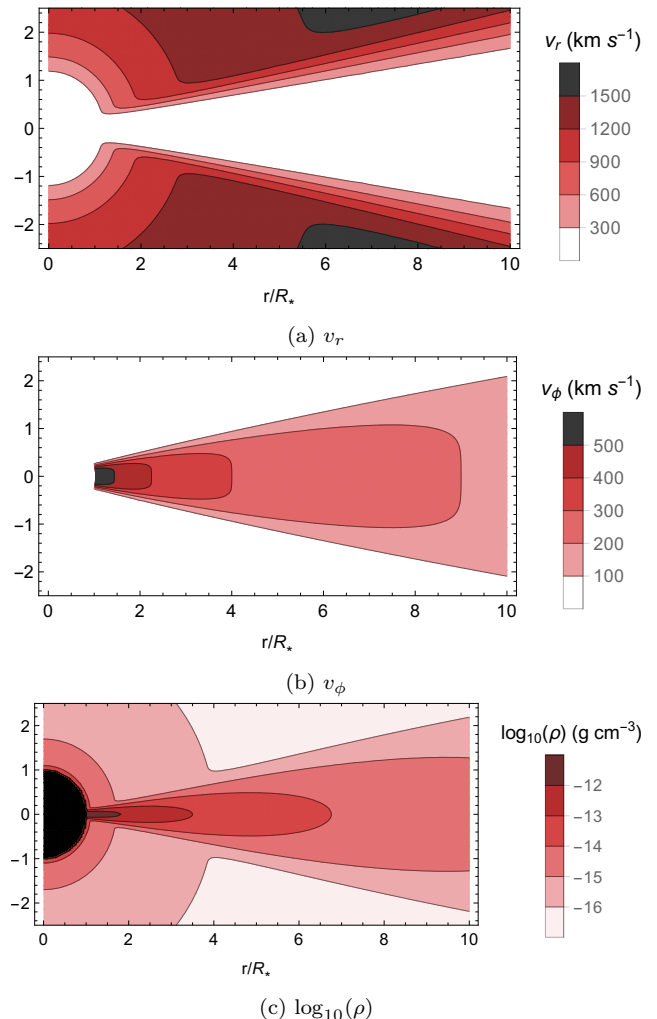 2
1
0
-1
-2
0 2 4 6 8 10
r/R*
v_r (km s⁻¹)
1500
1200
900
600
300
(a) v_r
2
1
0
-1
-2
0 2 4 6 8 10
r/R*
v_ϕ (km s⁻¹)
500
400
300
200
100
(b) v_ϕ
2
1
0
-1
-2
0 2 4 6 8 10
r/R*
log₁₀(ρ) (g cm⁻³)
-12
-13
-14
-15
-16
(c) log₁₀(ρ)